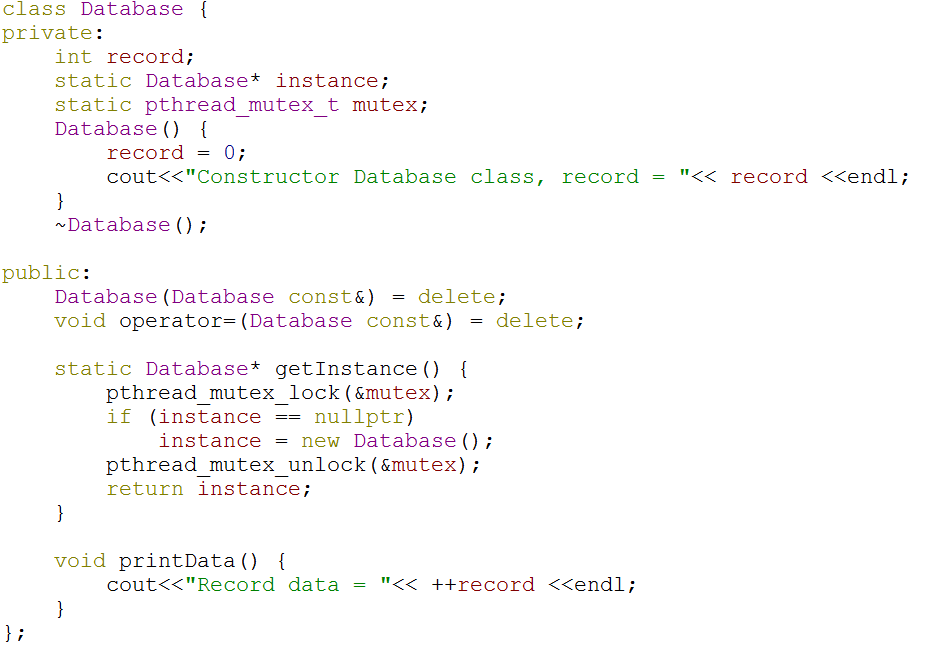 class Database {
private:
    int record;
    static Database* instance;
    static pthread_mutex_t mutex;
    Database() {
        record = 0;
        cout<<"Constructor Database class, record = "<< record <<endl;
    }
    ~Database();

public:
    Database(Database const&) = delete;
    void operator=(Database const&) = delete;

    static Database* getInstance() {
        pthread_mutex_lock(&mutex);
        if (instance == nullptr)
            instance = new Database();
        pthread_mutex_unlock(&mutex);
        return instance;
    }

    void printData() {
        cout<<"Record data = "<< ++record <<endl;
    }
};